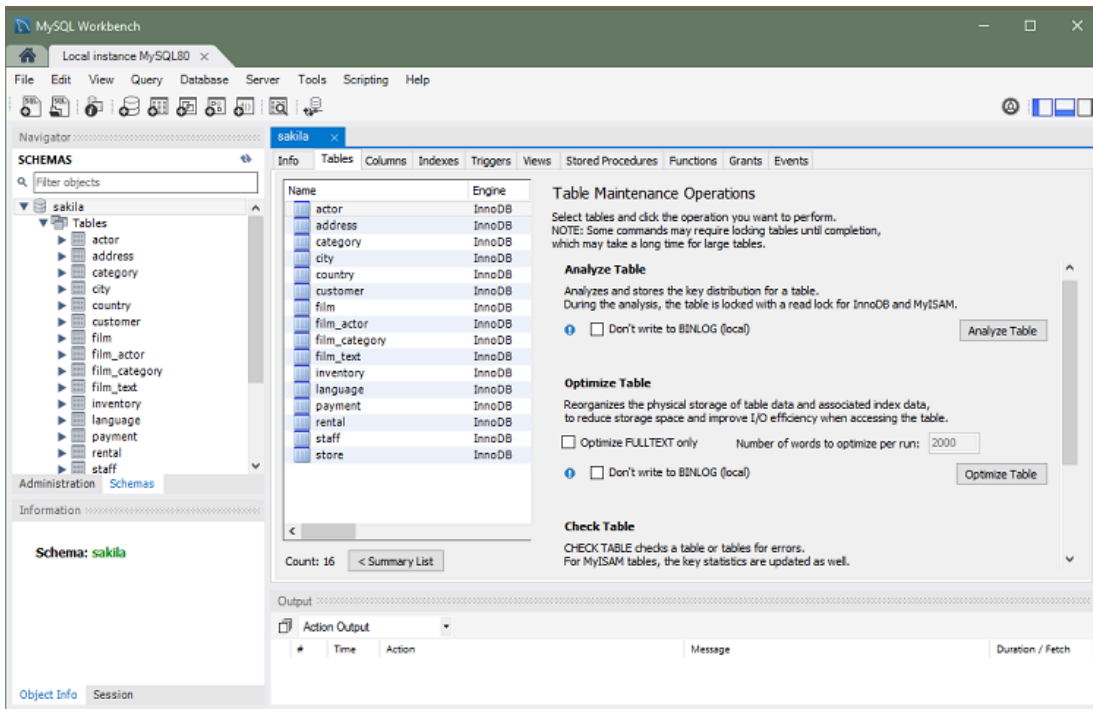 MySQL Workbench
Local instance MySQL80
File Edit View Query Database Server Tools Scripting Help
Navigator
SCHEMAS
Filter objects
sakila
Tables
actor
address
category
city
country
customer
film
film_actor
film_category
film_text
inventory
language
payment
rental
staff
Administration Schemas
Information
Schema: sakila
Object Info Session
sakila
Info Tables Columns Indexes Triggers Views Stored Procedures Functions Grants Events
Name Engine
actor InnoDB
address InnoDB
category InnoDB
city InnoDB
country InnoDB
customer InnoDB
film InnoDB
film_actor InnoDB
film_category InnoDB
film_text InnoDB
inventory InnoDB
language InnoDB
payment InnoDB
rental InnoDB
staff InnoDB
store InnoDB
Count: 16 < Summary List
Table Maintenance Operations
Select tables and click the operation you want to perform.
NOTE: Some commands may require locking tables until completion,
which may take a long time for large tables.
Analyze Table
Analyzes and stores the key distribution for a table.
During the analysis, the table is locked with a read lock for InnoDB and MyISAM.
Don't write to BINLOG (local) Analyze Table
Optimize Table
Reorganizes the physical storage of table data and associated index data,
to reduce storage space and improve I/O efficiency when accessing the table.
Optimize FULLTEXT only Number of words to optimize per run: 2000
Don't write to BINLOG (local) Optimize Table
Check Table
CHECK TABLE checks a table or tables for errors.
For MyISAM tables, the key statistics are updated as well.
Output
Action Output
# Time Action Message Duration / Fetch